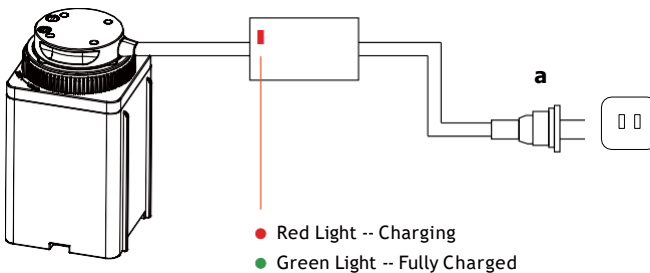 a
Red Light -- Charging
Green Light -- Fully Charged